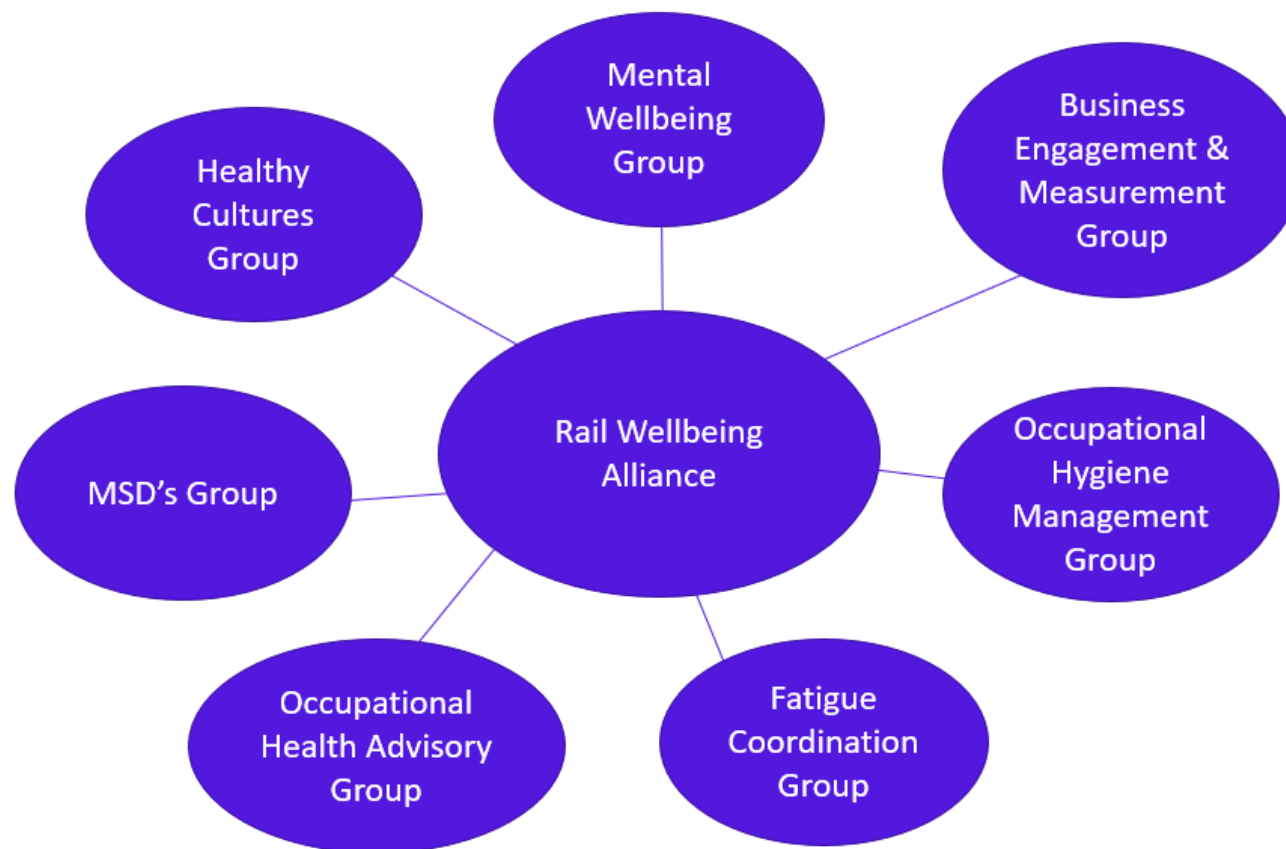 Mental
Wellbeing
Group
Business
Engagement &
Measurement
Group
Healthy
Cultures
Group
Rail Wellbeing
Alliance
Occupational
Hygiene
Management
Group
MSD’s Group
Occupational
Health Advisory
Group
Fatigue
Coordination
Group